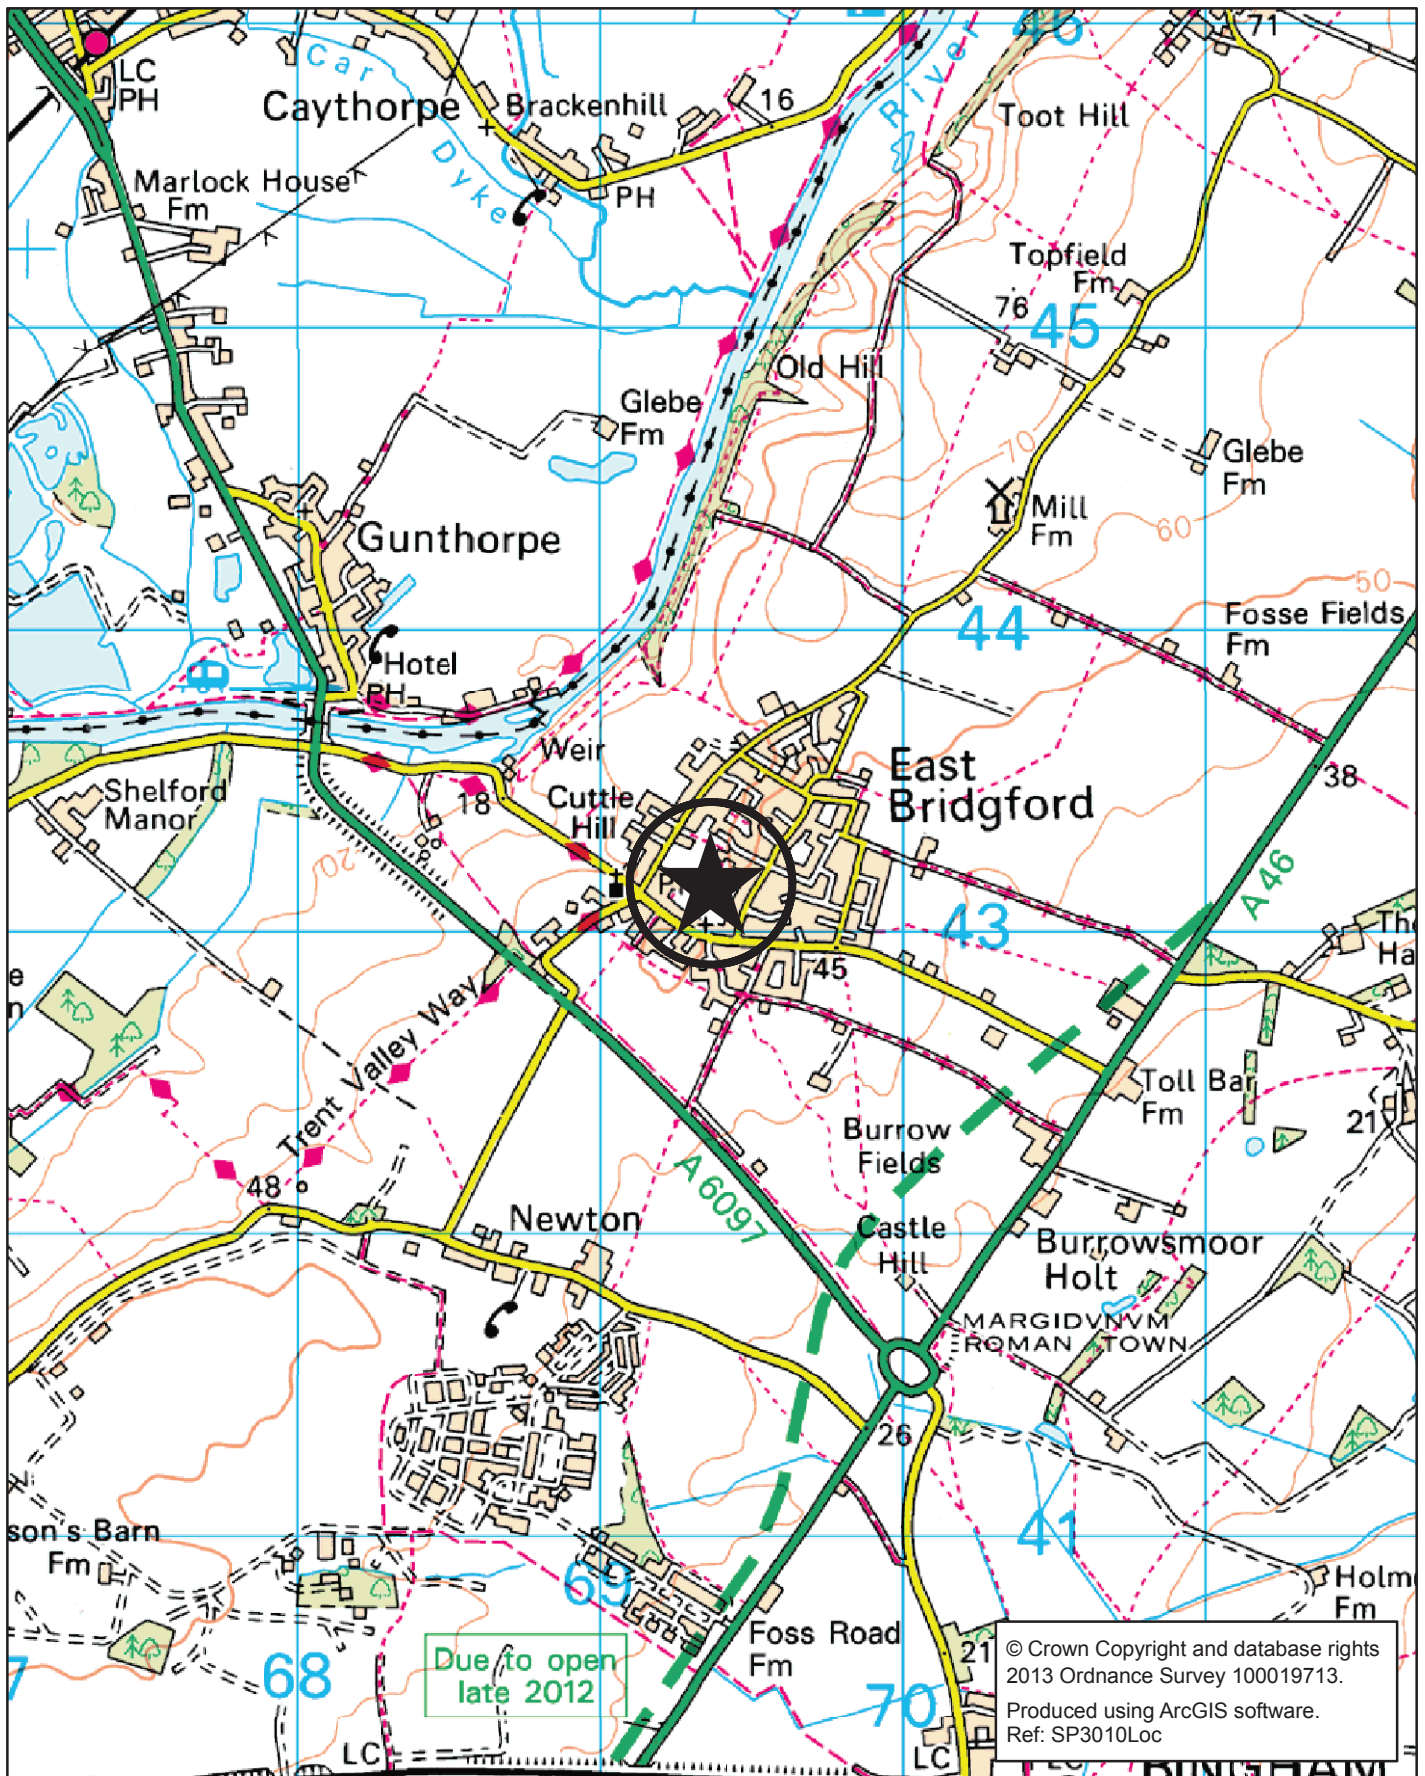 46
71
LC
PH
Car
Dyke
Caythorpe
Brackenhill
16
River
Toot Hill
PH
Marlock House
Fm
Topfield
Fm
76
45
Old Hill
Glebe
Fm
70
Glebe
Fm
Mill
Fm
60
Gunthorpe
50
44
Fosse Fields
Fm
Hotel
PH
Weir
East
Bridgford
38
Shelford
Manor
18
Cuttle
Hill
20
A 46
43
45
Trent Valley Way
Toll Bar
Fm
21
Burrow
Fields
A 6097
48
Newton
Castle
Hill
Burrowsmoor
Holt
MARGIDVNVM
ROMAN TOWN
26
41
son's Barn
Fm
69
Holm
Fm
Foss Road
Fm
21
Due to open
late 2012
7
68
70
LC
LC
LC
© Crown Copyright and database rights
2013 Ordnance Survey 100019713.
Produced using ArcGIS software.
Ref: SP3010Loc
BINGHAM